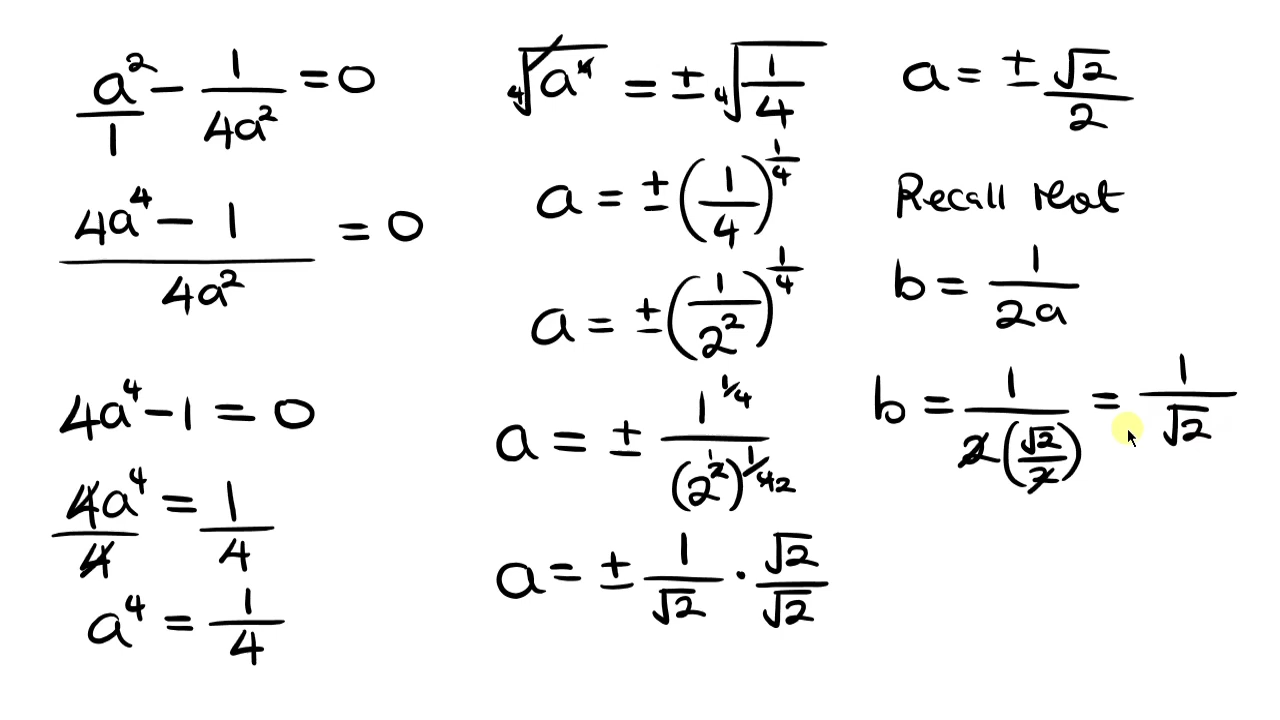 a²/1 − 1/4a² = 0
(4a⁴ − 1)/4a² = 0
4a⁴ − 1 = 0
4a⁴/4 = 1/4
a⁴ = 1/4
⁴√a⁴ = ± ⁴√(1/4)
a = ± (1/4)^(1/4)
a = ± (1/2²)^(1/4)
a = ± 1^(1/4)/(2²)^(1/4) 1 2
a = ± 1/√2 · √2/√2
a = ± √2/2
Recall that
b = 1/2a
b = 1/2(√2/2) = 1/√2